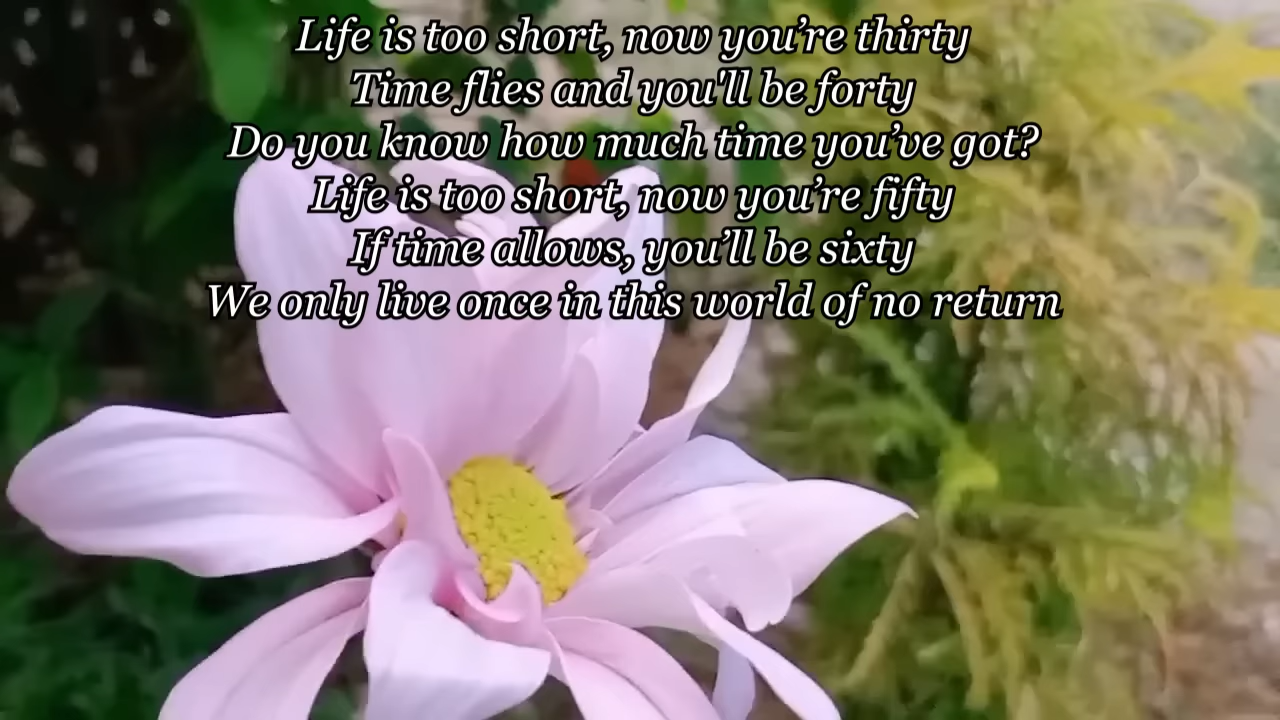 Life is too short, now you’re thirty
Time flies and you'll be forty
Do you know how much time you’ve got?
Life is too short, now you’re fifty
If time allows, you’ll be sixty
We only live once in this world of no return